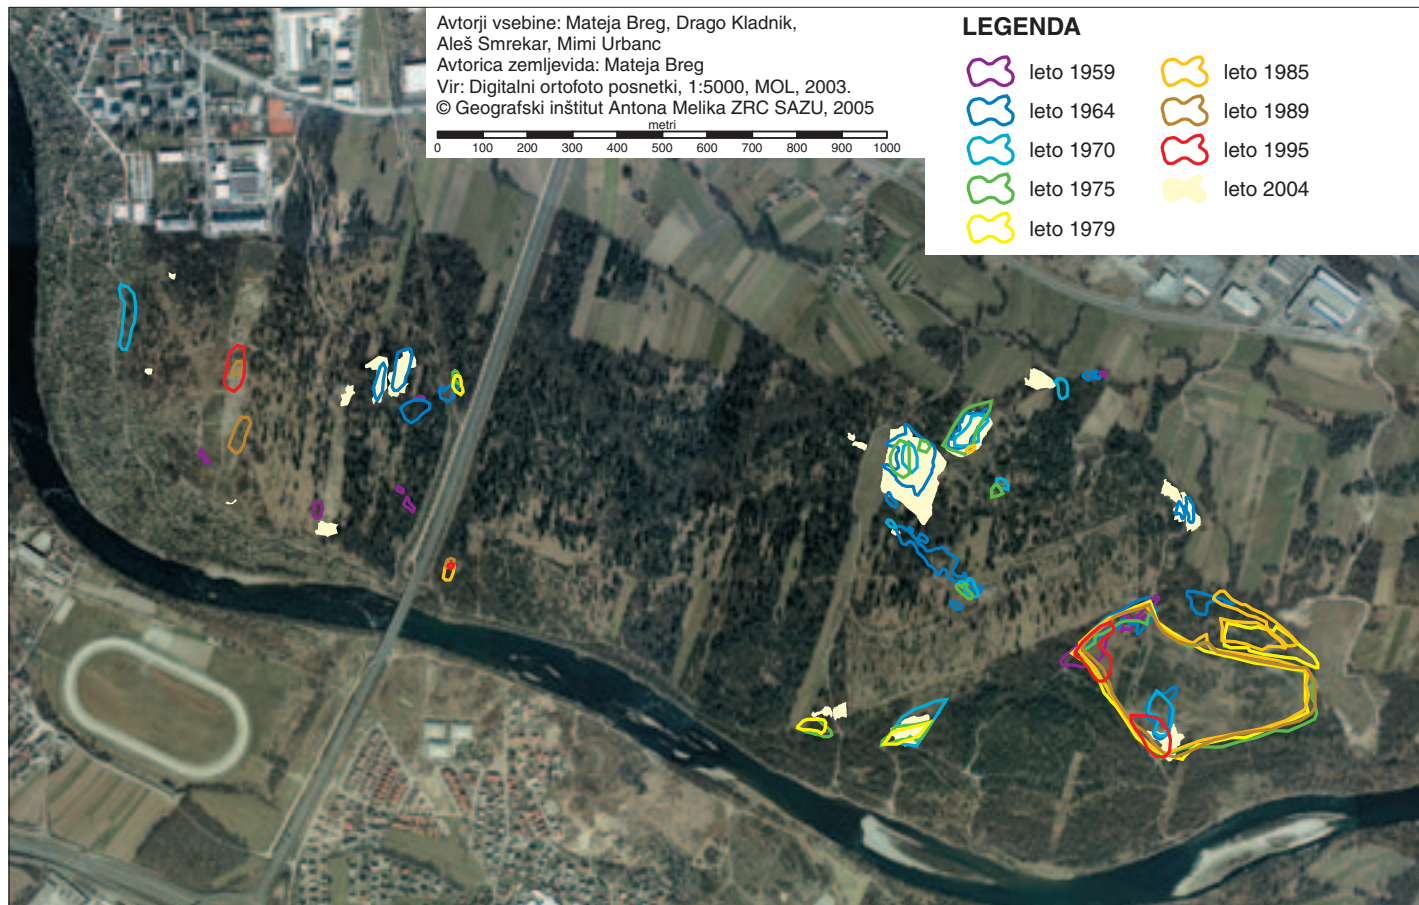 Avtorji vsebine: Mateja Breg, Drago Kladnik,
Aleš Smrekar, Mimi Urbanc
Avtorica zemljevida: Mateja Breg
Vir: Digitalni ortofoto posnetki, 1:5000, MOL, 2003.
© Geografski inštitut Antona Melika ZRC SAZU, 2005
metri
0 100 200 300 400 500 600 700 800 900 1000
LEGENDA
leto 1959
leto 1964
leto 1970
leto 1975
leto 1979
leto 1985
leto 1989
leto 1995
leto 2004